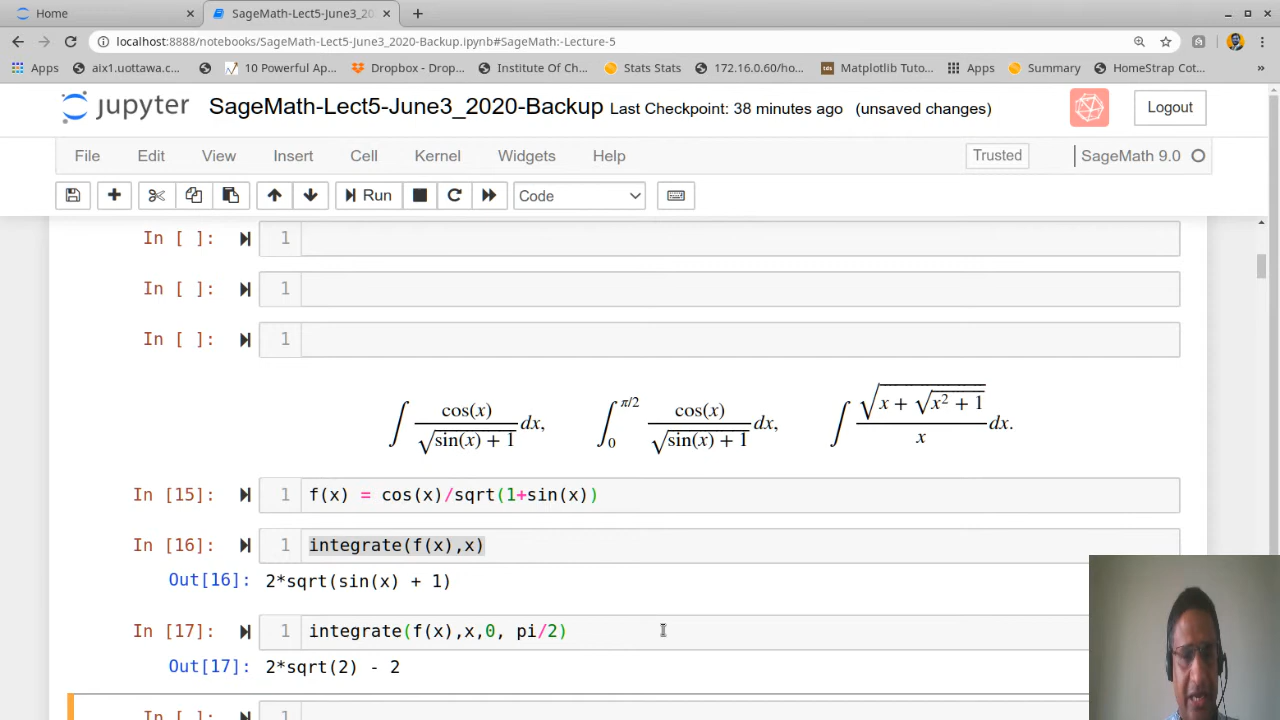 Home
SageMath-Lect5-June3_20
localhost:8888/notebooks/SageMath-Lect5-June3_2020-Backup.ipynb#SageMath:-Lecture-5
Apps aix1.uottawa.c... 10 Powerful Ap... Dropbox - Drop... Institute Of Ch... Stats Stats 172.16.0.60/ho... Matplotlib Tuto... Apps Summary HomeStrap Cot... »
jupyter SageMath-Lect5-June3_2020-Backup Last Checkpoint: 38 minutes ago (unsaved changes) Logout
File Edit View Insert Cell Kernel Widgets Help Trusted SageMath 9.0
Run Code
In [ ]: 1
In [ ]: 1
In [ ]: 1
∫ cos(x)/√(sin(x) + 1) dx, ∫₀^{π/2} cos(x)/√(sin(x) + 1) dx, ∫ √(x + √(x² + 1))/x dx.
In [15]: 1 f(x) = cos(x)/sqrt(1+sin(x))
In [16]: 1 integrate(f(x),x)
Out[16]: 2*sqrt(sin(x) + 1)
In [17]: 1 integrate(f(x),x,0, pi/2)
Out[17]: 2*sqrt(2) - 2
In [ ]: 1